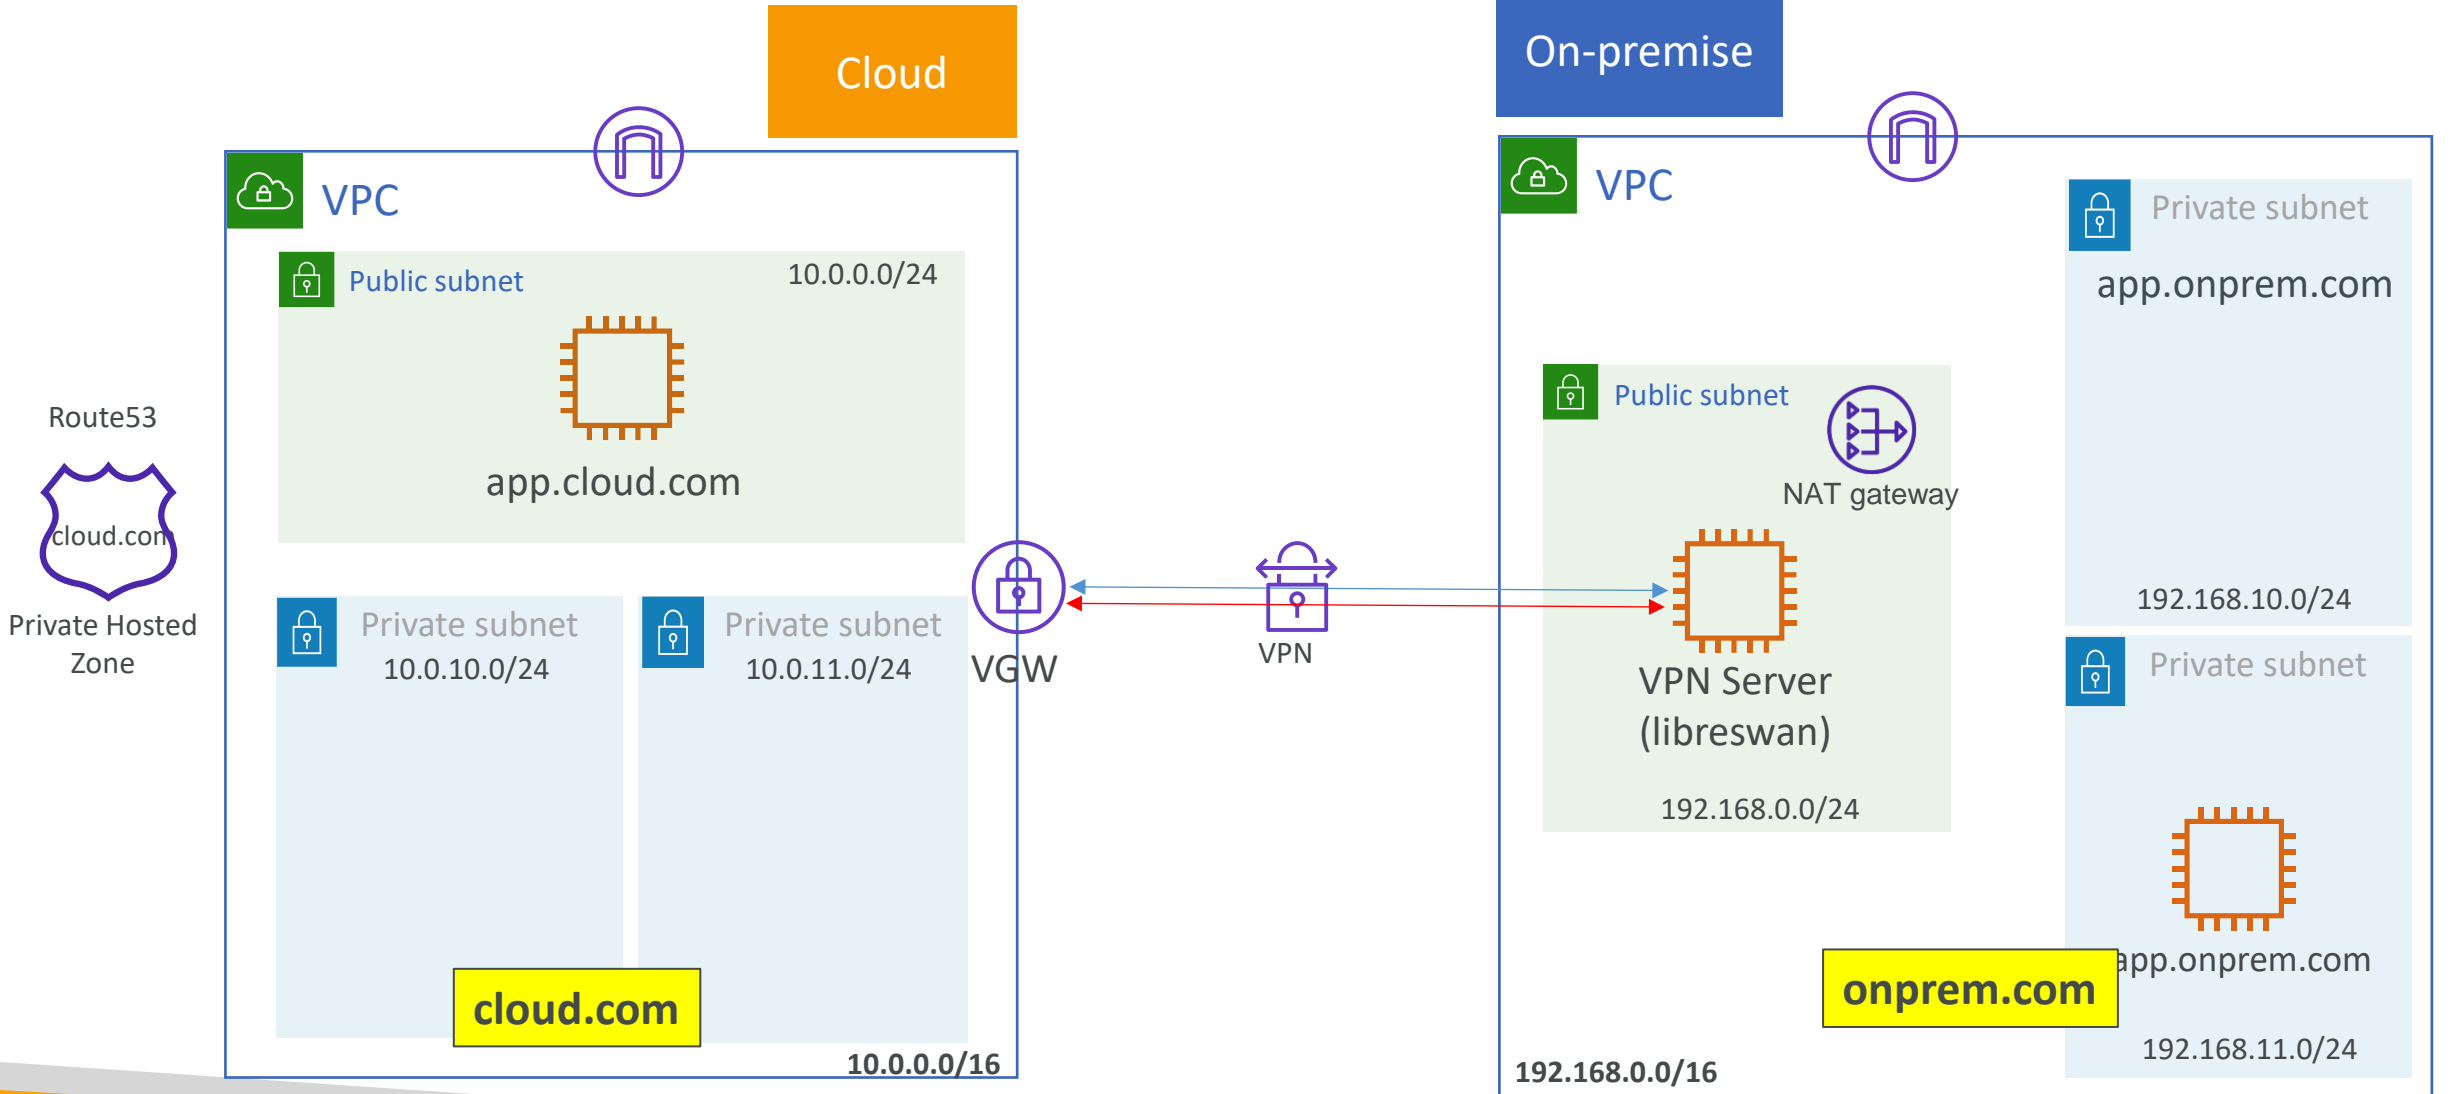 Cloud
On-premise
VPC
Public subnet
10.0.0.0/24
app.cloud.com
Route53
cloud.com
Private Hosted
Zone
Private subnet
10.0.10.0/24
Private subnet
10.0.11.0/24
VGW
cloud.com
10.0.0.0/16
VPN
VPC
Private subnet
app.onprem.com
192.168.10.0/24
Public subnet
NAT gateway
VPN Server
(libreswan)
192.168.0.0/24
Private subnet
app.onprem.com
onprem.com
192.168.11.0/24
192.168.0.0/16